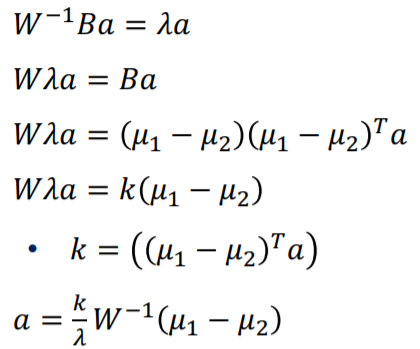 W⁻¹Ba = λa
Wλa = Ba
Wλa = (μ₁ − μ₂)(μ₁ − μ₂)ᵀa
Wλa = k(μ₁ − μ₂)
• k = ((μ₁ − μ₂)ᵀa)
a = k/λ W⁻¹(μ₁ − μ₂)